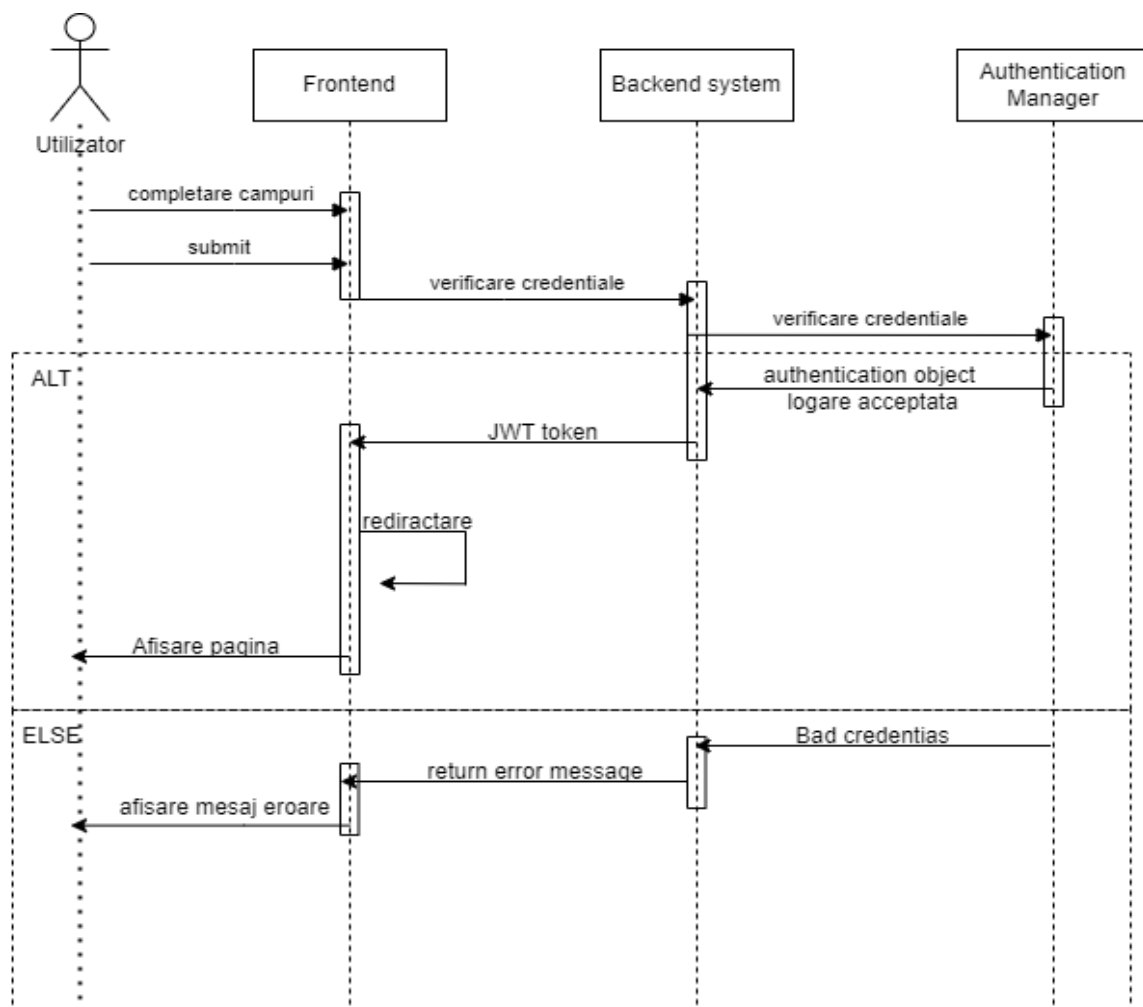 Utilizator
Frontend
Backend system
Authentication
Manager
completare campuri
submit
verificare credentiale
verificare credentiale
ALT
authentication object
logare acceptata
JWT token
rediractare
Afisare pagina
ELSE
Bad credentias
return error message
afisare mesaj eroare